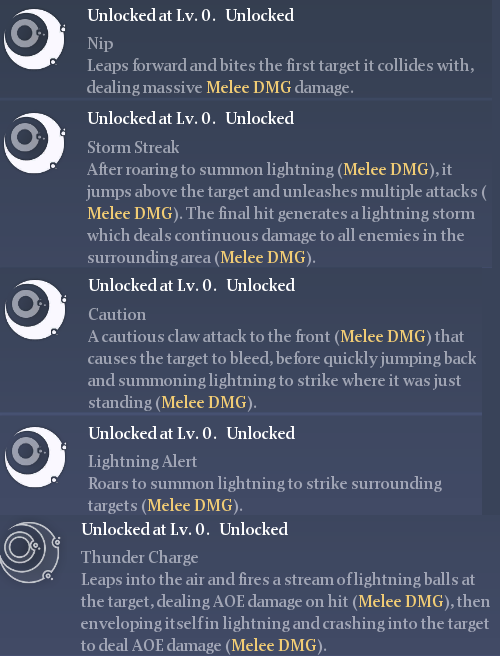 Unlocked at Lv. 0. Unlocked
Nip
Leaps forward and bites the first target it collides with,
dealing massive Melee DMG damage.
Unlocked at Lv. 0. Unlocked
Storm Streak
After roaring to summon lightning (Melee DMG), it
jumps above the target and unleashes multiple attacks (
Melee DMG). The final hit generates a lightning storm
which deals continuous damage to all enemies in the
surrounding area (Melee DMG).
Unlocked at Lv. 0. Unlocked
Caution
A cautious claw attack to the front (Melee DMG) that
causes the target to bleed, before quickly jumping back
and summoning lightning to strike where it was just
standing (Melee DMG).
Unlocked at Lv. 0. Unlocked
Lightning Alert
Roars to summon lightning to strike surrounding
targets (Melee DMG).
Unlocked at Lv. 0. Unlocked
Thunder Charge
Leaps into the air and fires a stream of lightning balls at
the target, dealing AOE damage on hit (Melee DMG), then
enveloping itself in lightning and crashing into the target
to deal AOE damage (Melee DMG).